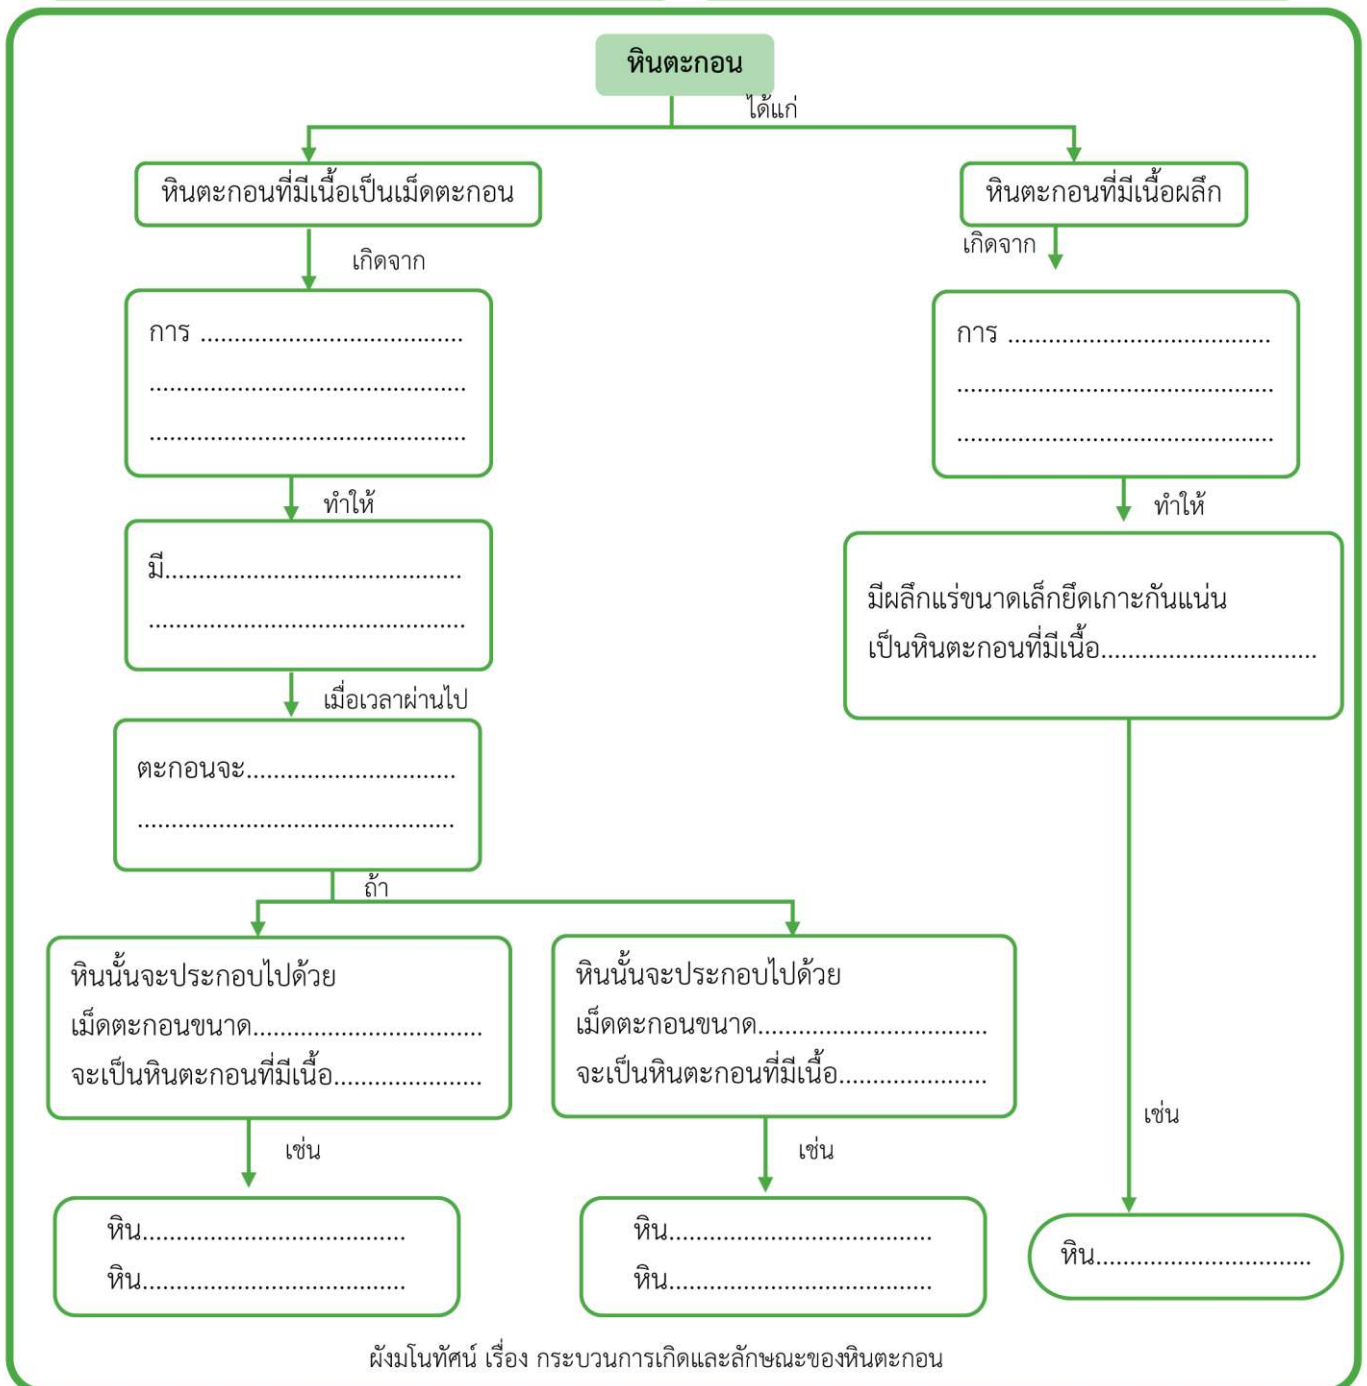 หินตะกอน
ได้แก่
หินตะกอนที่มีเนื้อเป็นเม็ดตะกอน
หินตะกอนที่มีเนื้อผลึก
เกิดจาก
เกิดจาก
การ .......................................
...............................................
...............................................
การ .......................................
...............................................
...............................................
ทำให้
ทำให้
มี............................................
...............................................
มีผลึกแร่ขนาดเล็กยึดเกาะกันแน่น
เป็นหินตะกอนที่มีเนื้อ................................
เมื่อเวลาผ่านไป
ตะกอนจะ...............................
...............................................
ถ้า
หินนั้นจะประกอบไปด้วย
เม็ดตะกอนขนาด..................................
จะเป็นหินตะกอนที่มีเนื้อ......................
หินนั้นจะประกอบไปด้วย
เม็ดตะกอนขนาด..................................
จะเป็นหินตะกอนที่มีเนื้อ......................
เช่น
เช่น
เช่น
หิน.......................................
หิน.......................................
หิน.......................................
หิน.......................................
หิน................................
ผังมโนทัศน์ เรื่อง กระบวนการเกิดและลักษณะของหินตะกอน